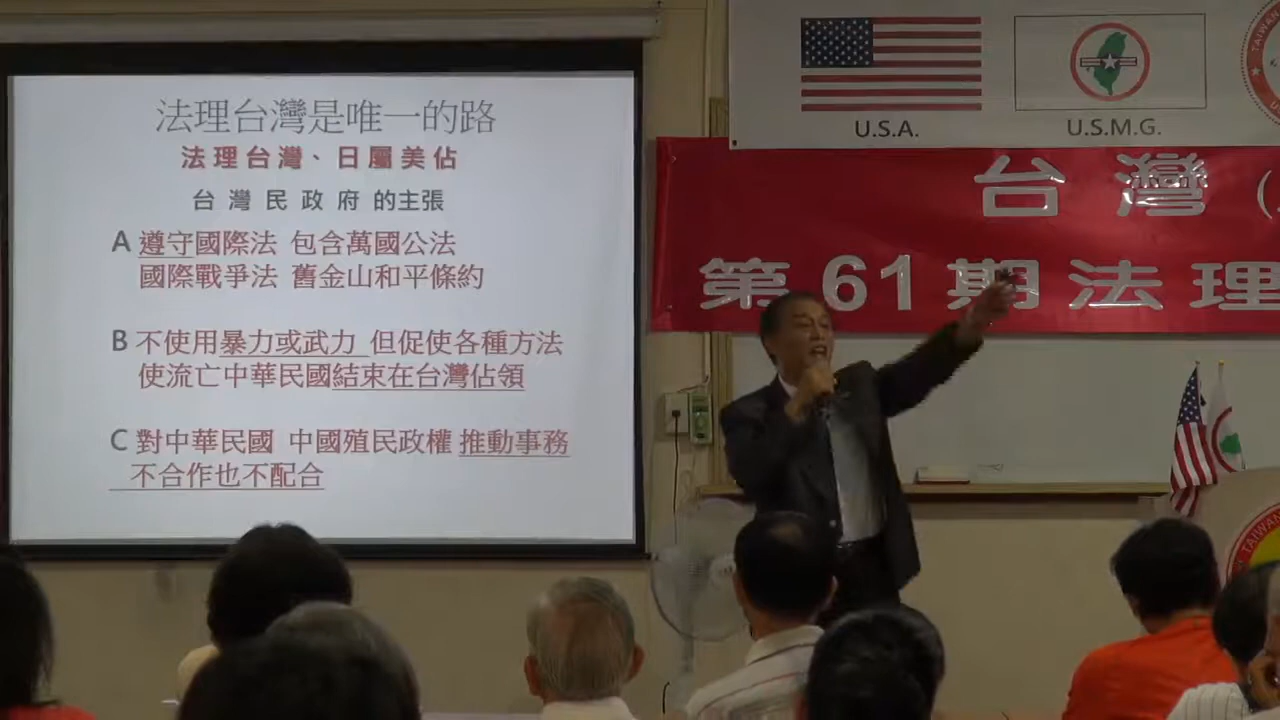 法理台灣是唯一的路
法理台灣、日屬美佔
台灣民政府的主張
A 遵守國際法 包含萬國公法
國際戰爭法 舊金山和平條約
B 不使用暴力或武力 但促使各種方法
使流亡中華民國結束在台灣佔領
C 對中華民國 中國殖民政權 推動事務
不合作也不配合
U.S.A.
U.S.M.G.
台灣(
第61期法理
TAIWAN
TAIWAN